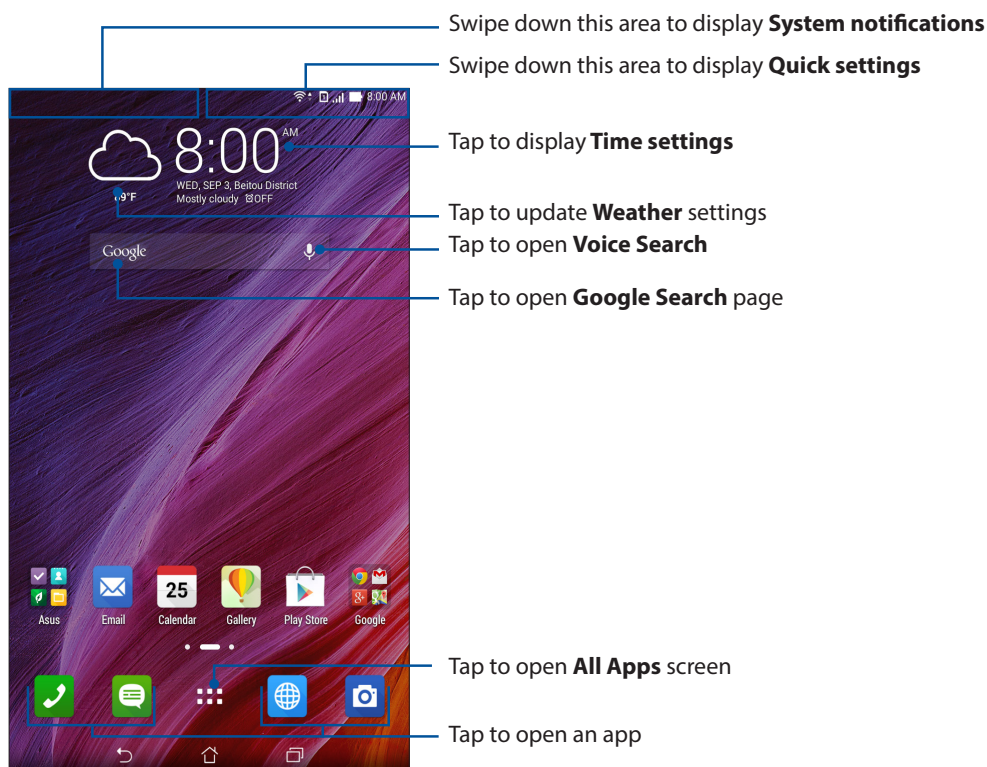 Swipe down this area to display System notifications
Swipe down this area to display Quick settings
8:00 AM
Tap to display Time settings
8:00 AM
WED, SEP 3, Beitou District
Mostly cloudy OFF
Tap to update Weather settings
Google
Tap to open Voice Search
Tap to open Google Search page
25
Asus
Email
Calendar
Gallery
Play Store
Google
Tap to open All Apps screen
Tap to open an app